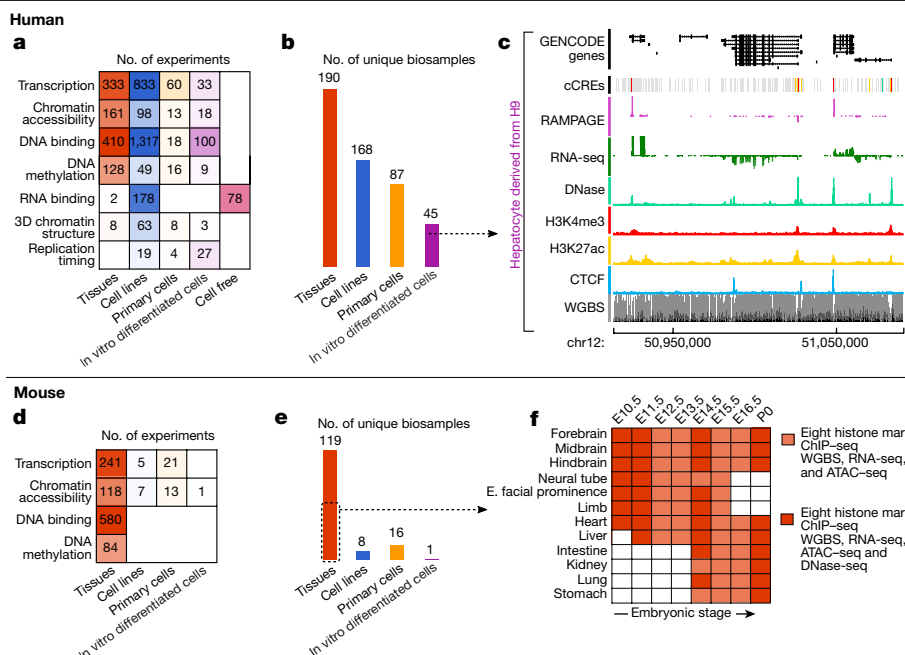 Human
a
No. of experiments
Transcription 333 833 60 33
Chromatin accessibility 161 98 13 18
DNA binding 410 1,317 18 100
DNA methylation 128 49 16 9
RNA binding 2 178 78
3D chromatin structure 8 63 8 3
Replication timing 19 4 27
Tissues
Cell lines
Primary cells
In vitro differentiated cells
Cell free
b
No. of unique biosamples
190
168
87
45
Tissues
Cell lines
Primary cells
In vitro differentiated cells
c
Hepatocyte derived from H9
GENCODE
genes
cCREs
RAMPAGE
RNA-seq
DNase
H3K4me3
H3K27ac
CTCF
WGBS
chr12: 50,950,000 51,050,000
Mouse
d
No. of experiments
Transcription 241 5 21
Chromatin accessibility 118 7 13 1
DNA binding 580
DNA methylation 84
Tissues
Cell lines
Primary cells
In vitro differentiated cells
e
No. of unique biosamples
119
8
16
1
Tissues
Cell lines
Primary cells
In vitro differentiated cells
f
E10.5 E11.5 E12.5 E13.5 E14.5 E15.5 E16.5 P0
Forebrain
Midbrain
Hindbrain
Neural tube
E. facial prominence
Limb
Heart
Liver
Intestine
Kidney
Lung
Stomach
Embryonic stage
Eight histone mar
ChIP–seq
WGBS, RNA-seq,
and ATAC–seq
Eight histone mar
ChIP–seq
WGBS, RNA-seq,
ATAC–seq and
DNase-seq